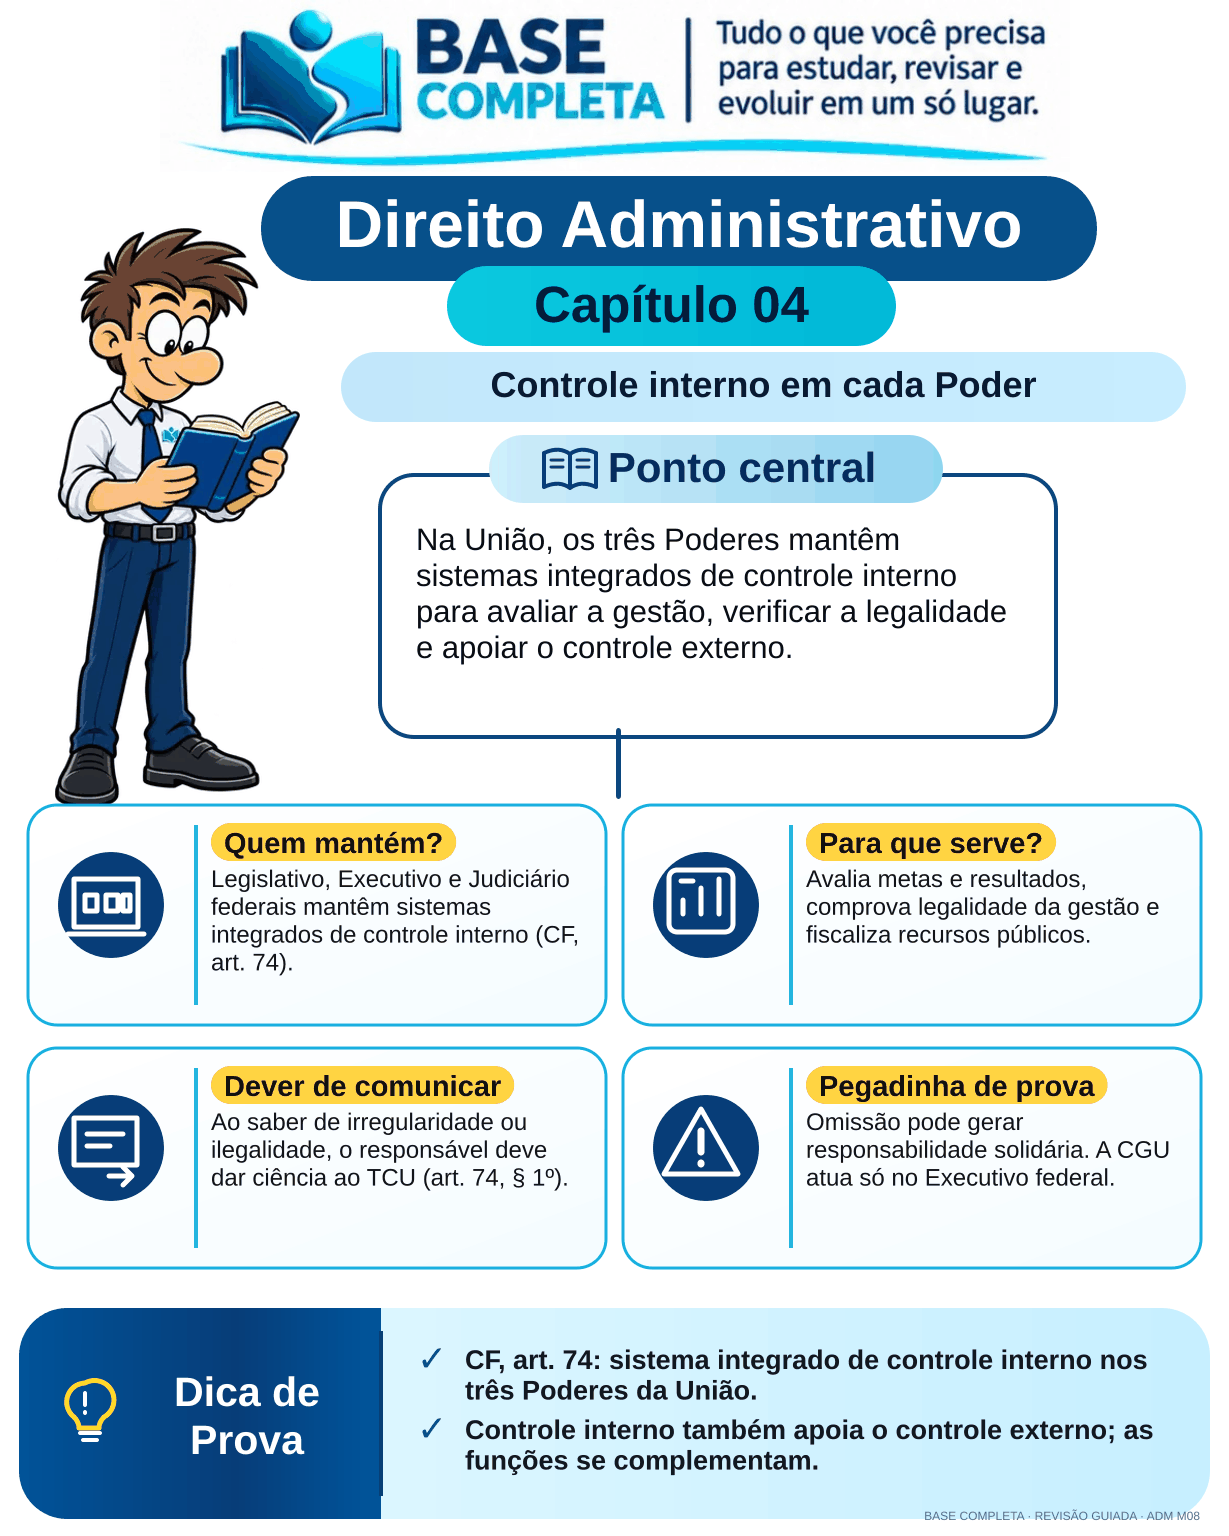 BASE
COMPLETA
Tudo o que você precisa
para estudar, revisar e
evoluir em um só lugar.
Direito Administrativo
Capítulo 04
Controle interno em cada Poder
Ponto central
Na União, os três Poderes mantêm
sistemas integrados de controle interno
para avaliar a gestão, verificar a legalidade
e apoiar o controle externo.
Quem mantém?
Legislativo, Executivo e Judiciário
federais mantêm sistemas
integrados de controle interno (CF,
art. 74).
Para que serve?
Avalia metas e resultados,
comprova legalidade da gestão e
fiscaliza recursos públicos.
Dever de comunicar
Ao saber de irregularidade ou
ilegalidade, o responsável deve
dar ciência ao TCU (art. 74, § 1º).
Pegadinha de prova
Omissão pode gerar
responsabilidade solidária. A CGU
atua só no Executivo federal.
Dica de
Prova
✓ CF, art. 74: sistema integrado de controle interno nos
três Poderes da União.
✓ Controle interno também apoia o controle externo; as
funções se complementam.
BASE COMPLETA · REVISÃO GUIADA · ADM M08